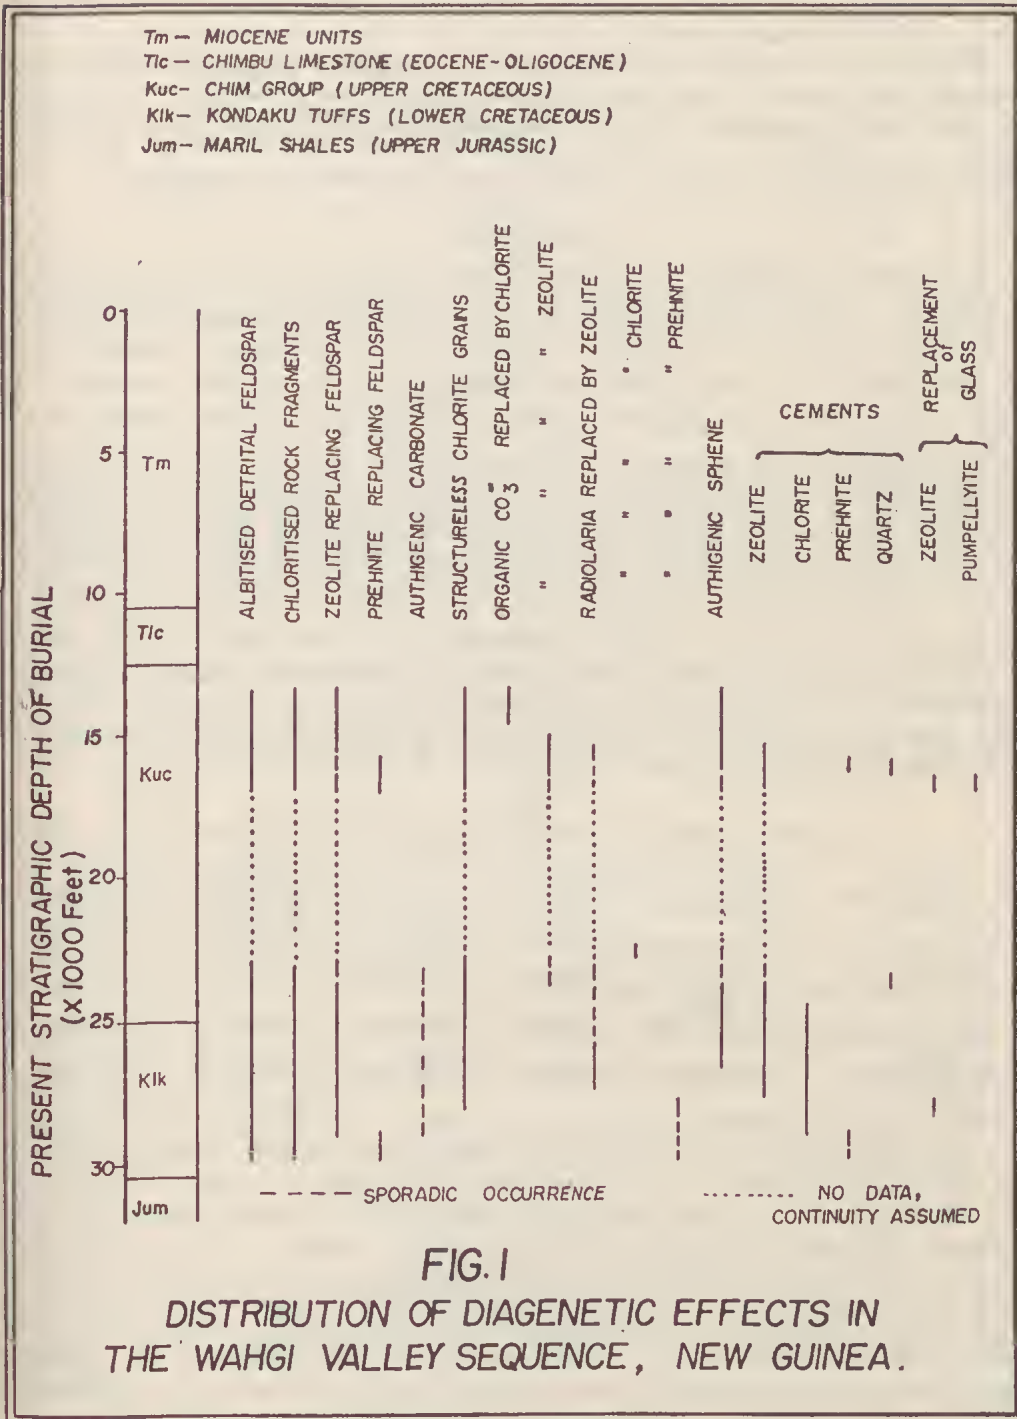 Tm — MIOCENE UNITS
Tlc — CHIMBU LIMESTONE (EOCENE-OLIGOCENE)
Kuc- CHIM GROUP (UPPER CRETACEOUS)
Klk- KONDAKU TUFFS (LOWER CRETACEOUS)
Jum- MARIL SHALES (UPPER JURASSIC)
PRESENT STRATIGRAPHIC DEPTH OF BURIAL
(X 1000 Feet)
0
5
10
15
20
25
30
Tm
Tlc
Kuc
Klk
Jum
ALBITISED DETRITAL FELDSPAR
CHLORITISED ROCK FRAGMENTS
ZEOLITE REPLACING FELDSPAR
PREHNITE REPLACING FELDSPAR
AUTHIGENIC CARBONATE
STRUCTURELESS CHLORITE GRAINS
ORGANIC CO₃⁼ REPLACED BY CHLORITE
" " " " ZEOLITE
RADIOLARIA REPLACED BY ZEOLITE
" " " " CHLORITE
" " " " PREHNITE
AUTHIGENIC SPHENE
CEMENTS
ZEOLITE
CHLORITE
PREHNITE
QUARTZ
REPLACEMENT
of
GLASS
ZEOLITE
PUMPELLYITE
– – – – SPORADIC OCCURRENCE
........ NO DATA,
CONTINUITY ASSUMED
FIG. 1
DISTRIBUTION OF DIAGENETIC EFFECTS IN
THE WAHGI VALLEY SEQUENCE, NEW GUINEA.